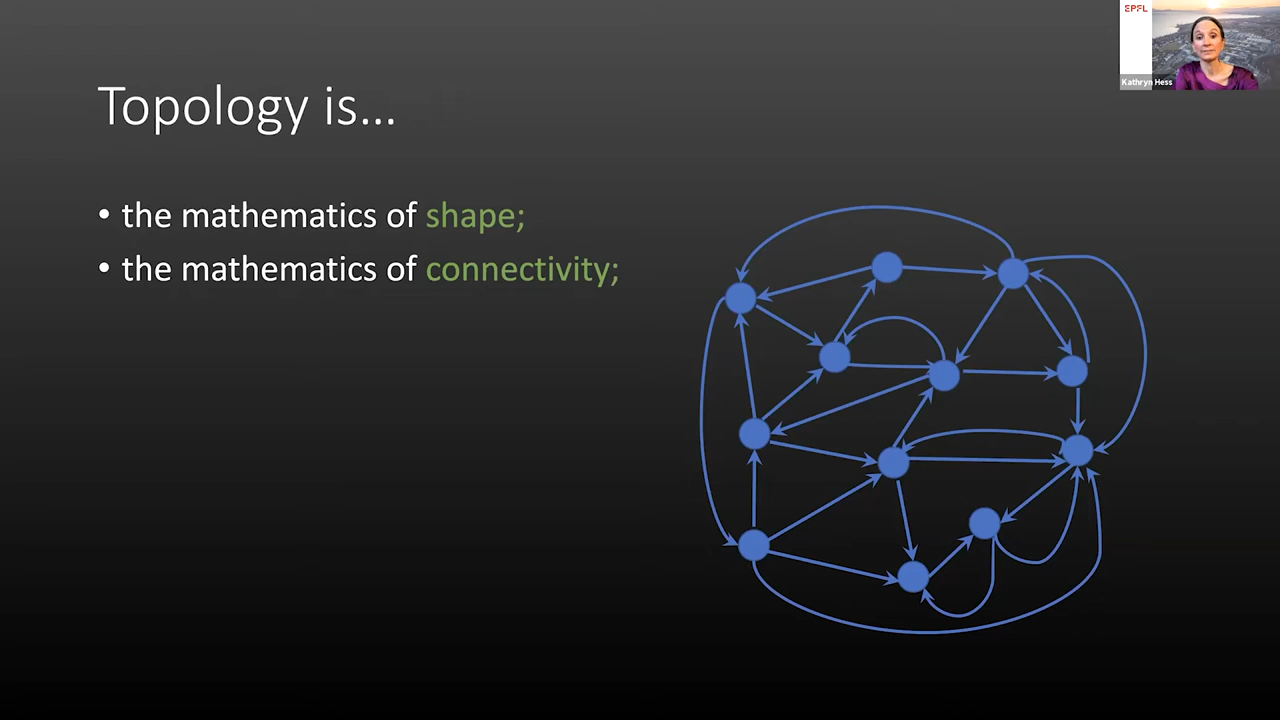 EPFL
Kathryn Hess
Topology is...
• the mathematics of shape;
• the mathematics of connectivity;